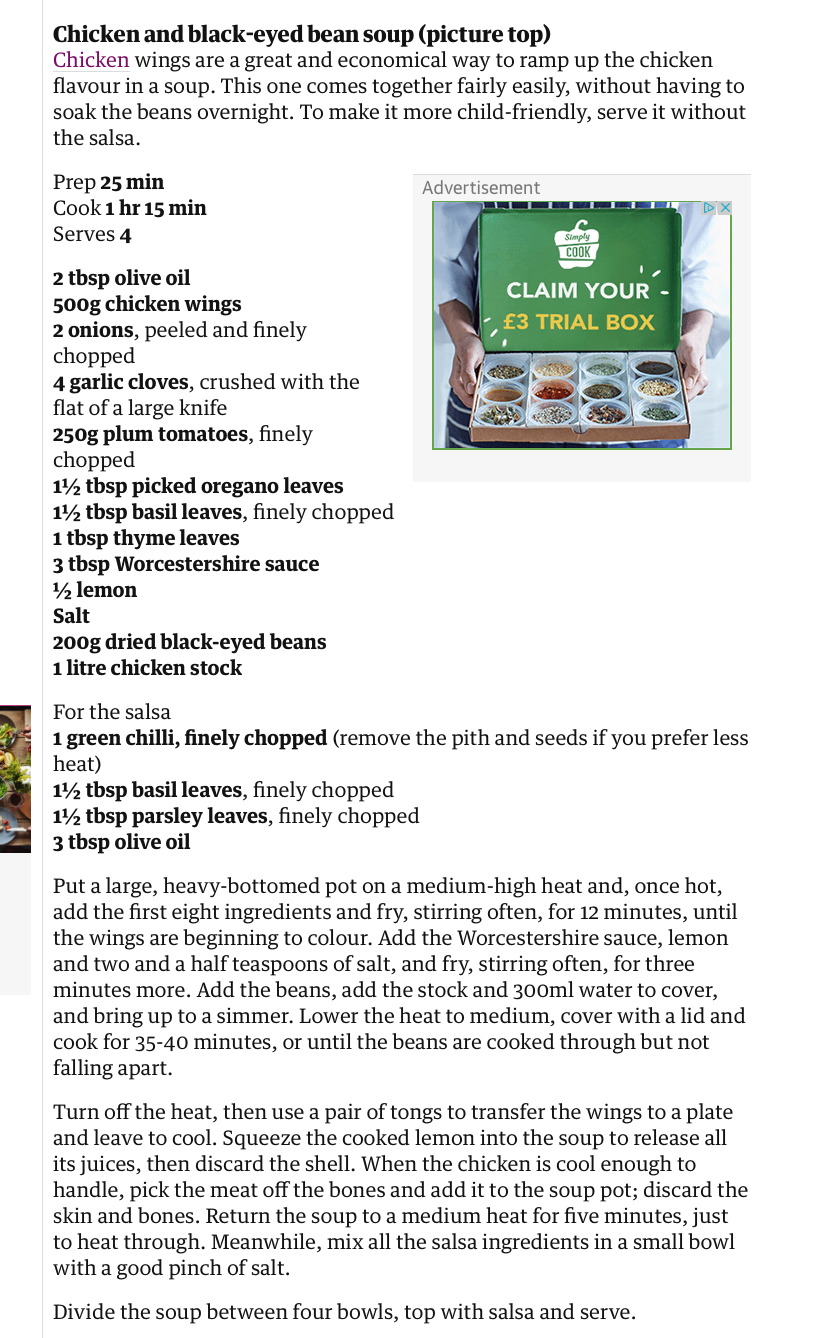 Chicken and black-eyed bean soup (picture top)
Chicken wings are a great and economical way to ramp up the chicken
flavour in a soup. This one comes together fairly easily, without having to
soak the beans overnight. To make it more child-friendly, serve it without
the salsa.
Prep 25 min
Cook 1 hr 15 min
Serves 4
Advertisement
Simply
COOK
CLAIM YOUR
£3 TRIAL BOX
2 tbsp olive oil
500g chicken wings
2 onions, peeled and finely
chopped
4 garlic cloves, crushed with the
flat of a large knife
250g plum tomatoes, finely
chopped
1½ tbsp picked oregano leaves
1½ tbsp basil leaves, finely chopped
1 tbsp thyme leaves
3 tbsp Worcestershire sauce
½ lemon
Salt
200g dried black-eyed beans
1 litre chicken stock
For the salsa
1 green chilli, finely chopped (remove the pith and seeds if you prefer less
heat)
1½ tbsp basil leaves, finely chopped
1½ tbsp parsley leaves, finely chopped
3 tbsp olive oil
Put a large, heavy-bottomed pot on a medium-high heat and, once hot,
add the first eight ingredients and fry, stirring often, for 12 minutes, until
the wings are beginning to colour. Add the Worcestershire sauce, lemon
and two and a half teaspoons of salt, and fry, stirring often, for three
minutes more. Add the beans, add the stock and 300ml water to cover,
and bring up to a simmer. Lower the heat to medium, cover with a lid and
cook for 35-40 minutes, or until the beans are cooked through but not
falling apart.
Turn off the heat, then use a pair of tongs to transfer the wings to a plate
and leave to cool. Squeeze the cooked lemon into the soup to release all
its juices, then discard the shell. When the chicken is cool enough to
handle, pick the meat off the bones and add it to the soup pot; discard the
skin and bones. Return the soup to a medium heat for five minutes, just
to heat through. Meanwhile, mix all the salsa ingredients in a small bowl
with a good pinch of salt.
Divide the soup between four bowls, top with salsa and serve.